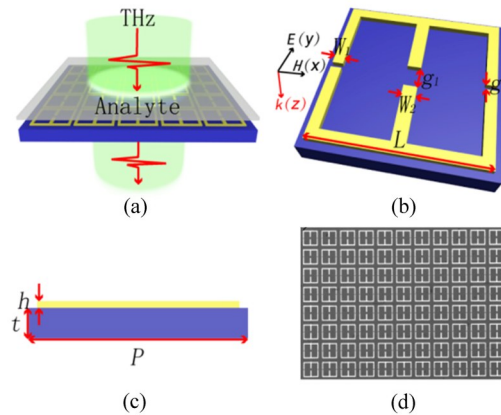 THz
Analyte
(a)
E(y)
H(x)
k(z)
W₁
g₁
g
W₂
L
(b)
h
t
P
(c)
(d)